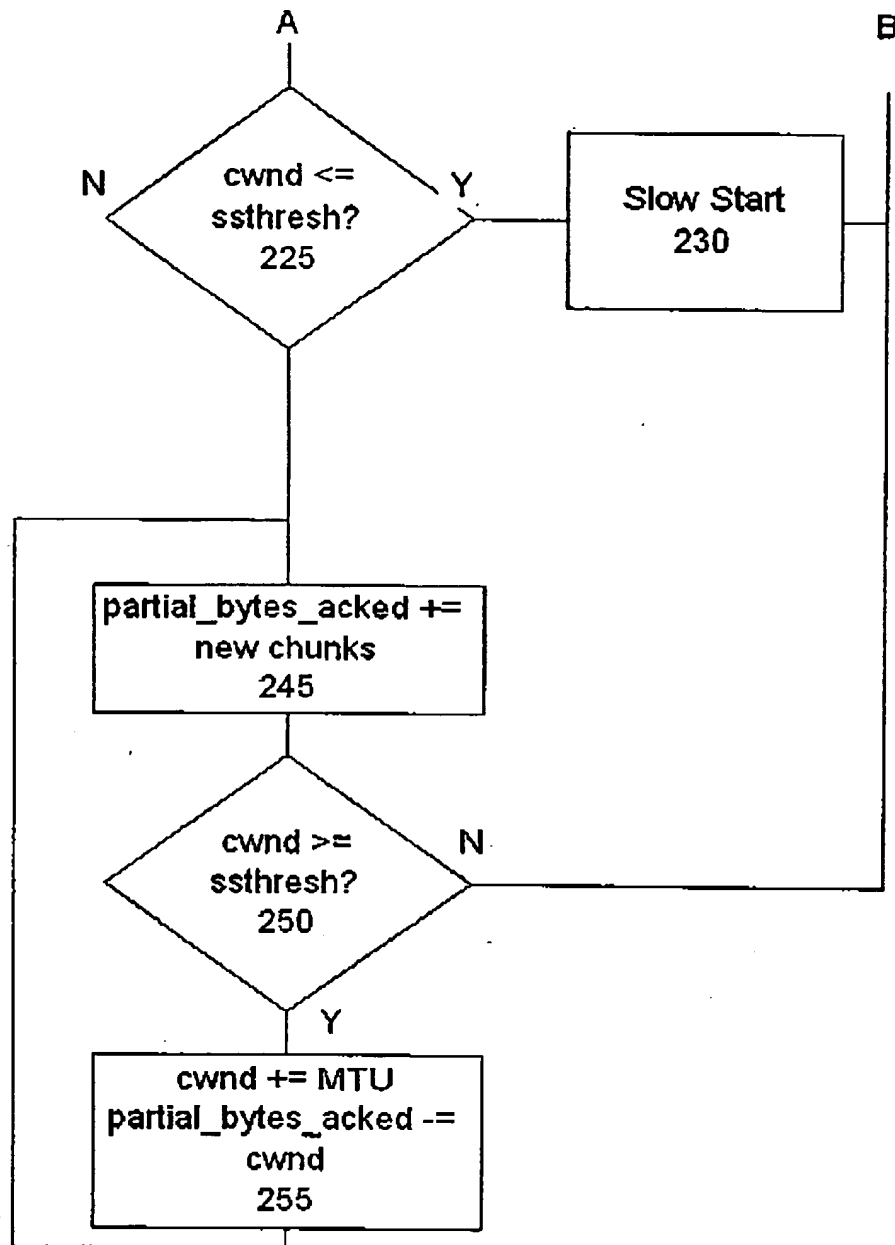 A
B
N
cwnd <=
ssthresh?
225
Y
Slow Start
230
partial_bytes_acked +=
new chunks
245
cwnd >=
ssthresh?
250
N
Y
cwnd += MTU
partial_bytes_acked -=
cwnd
255